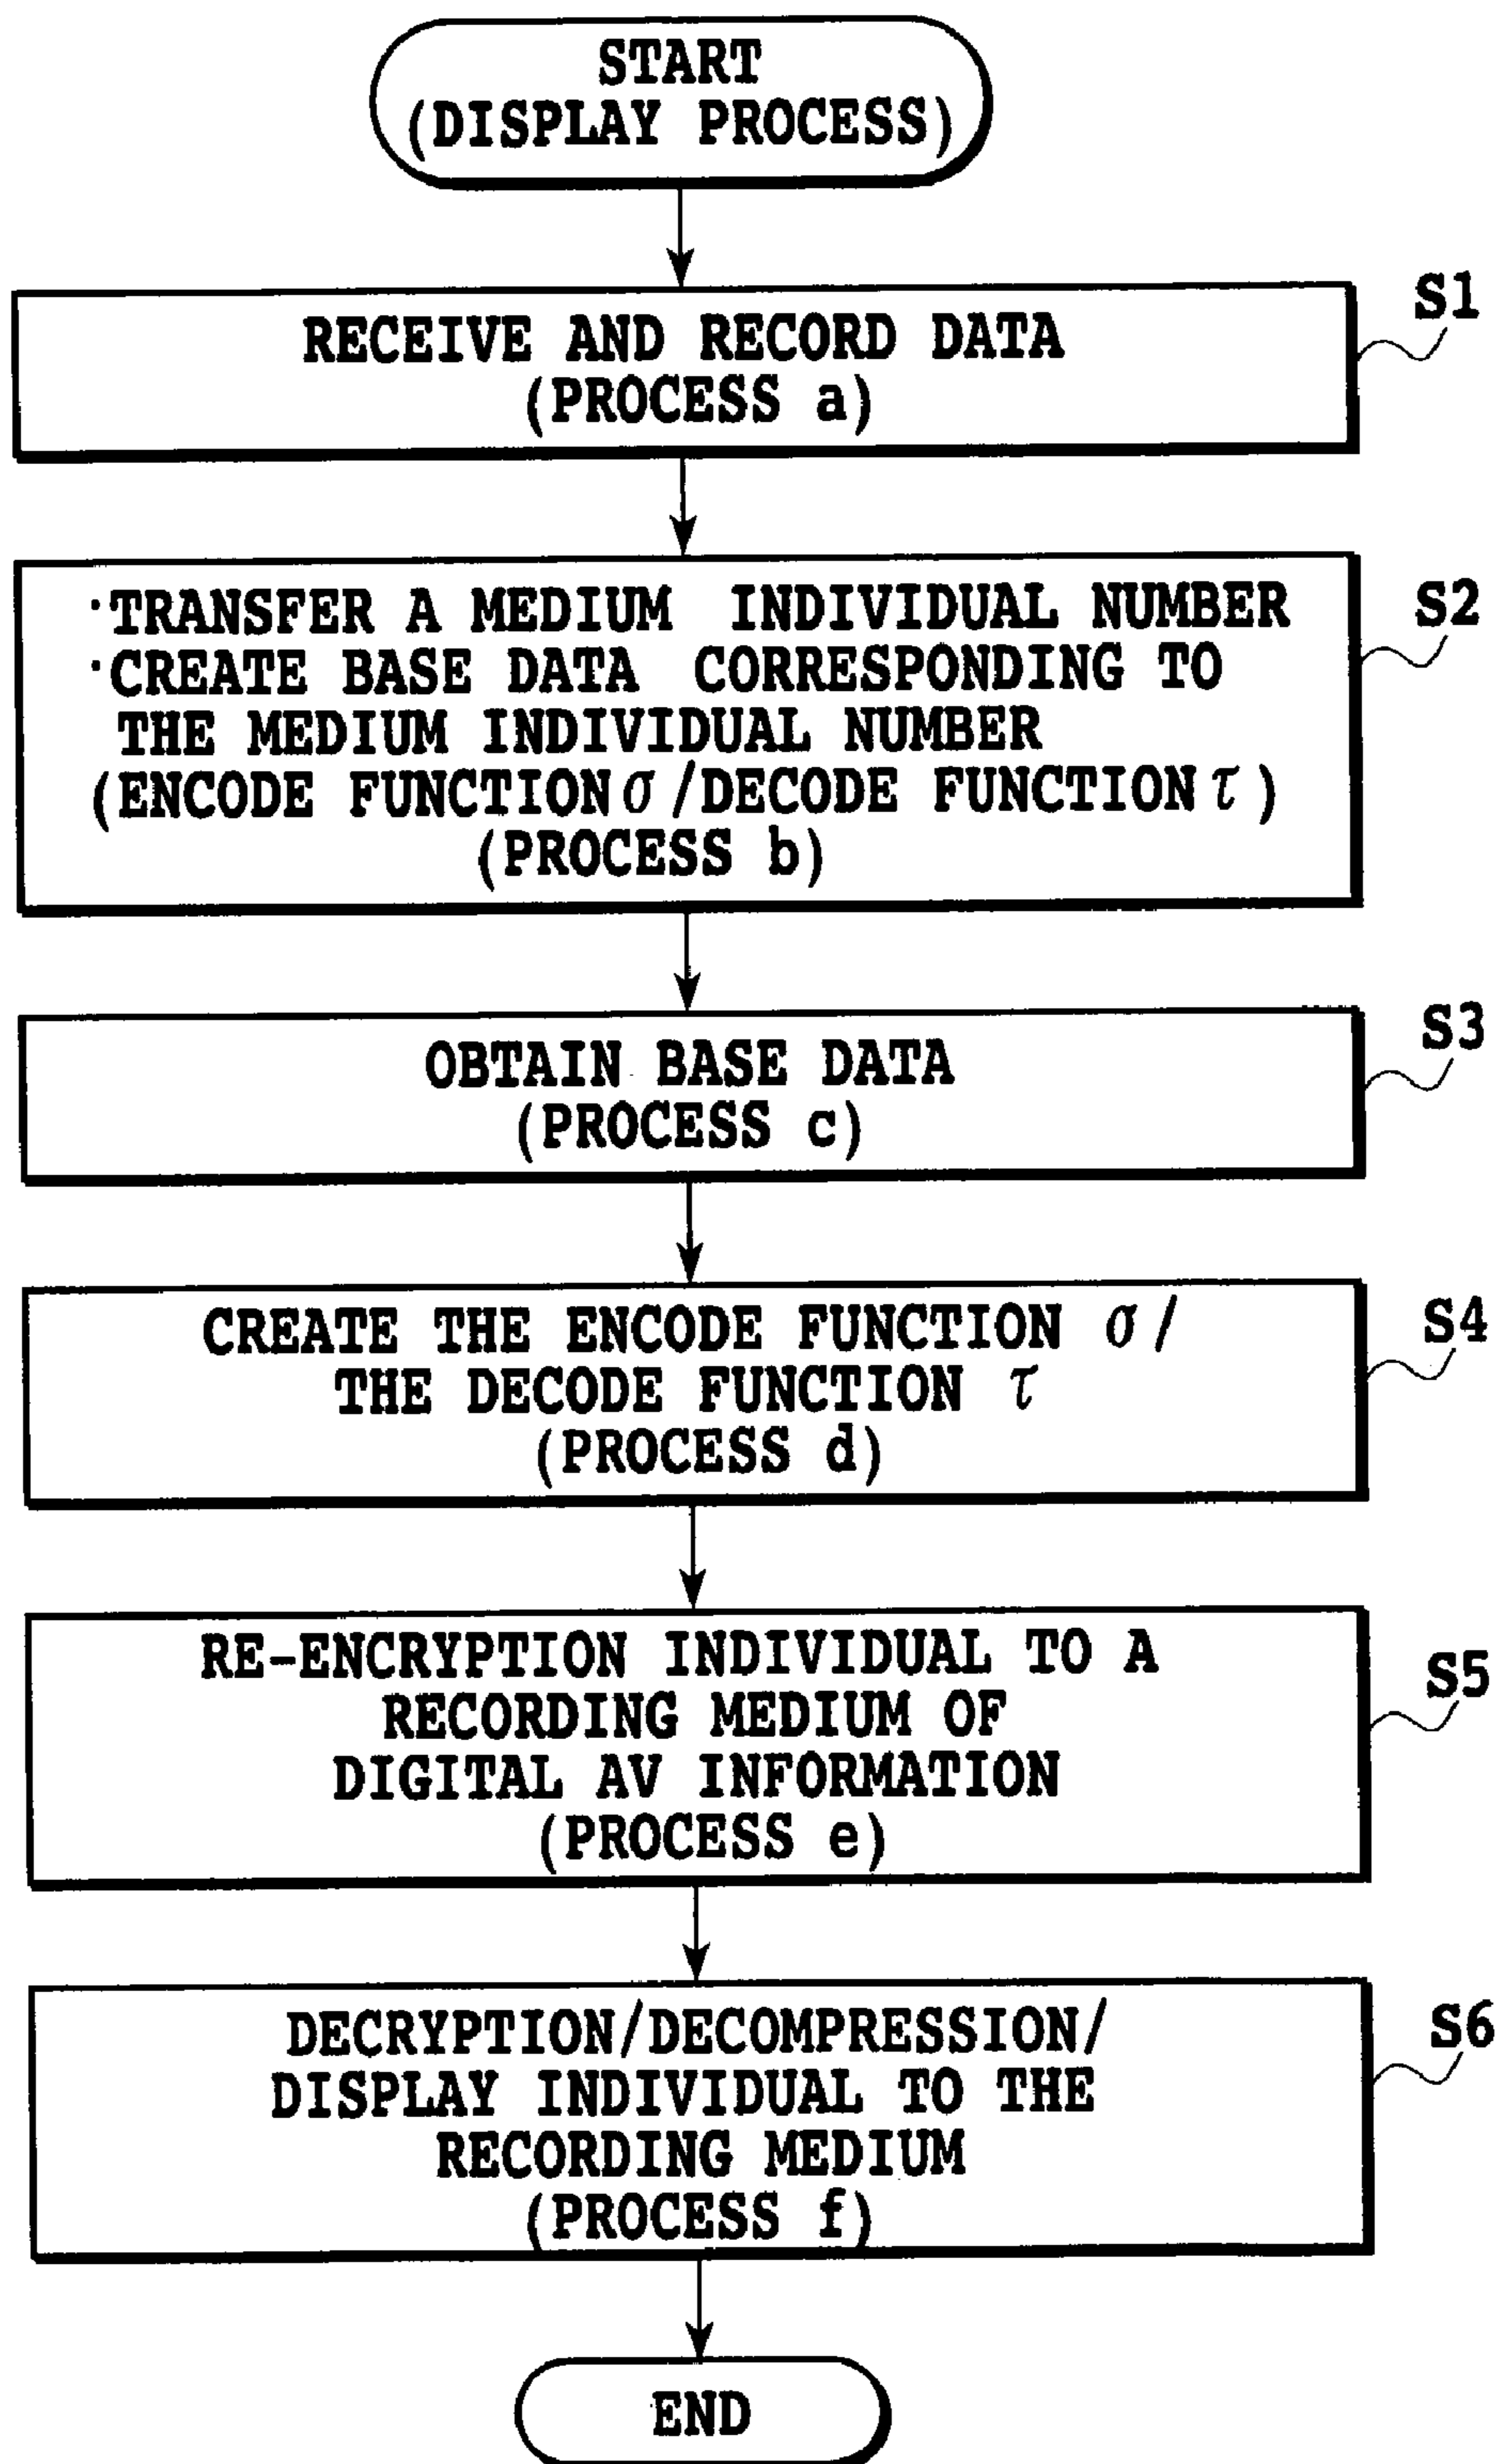 START
(DISPLAY PROCESS)
S1
RECEIVE AND RECORD DATA
(PROCESS a)
S2
·TRANSFER A MEDIUM INDIVIDUAL NUMBER
·CREATE BASE DATA CORRESPONDING TO
THE MEDIUM INDIVIDUAL NUMBER
(ENCODE FUNCTION σ /DECODE FUNCTION τ )
(PROCESS b)
S3
OBTAIN BASE DATA
(PROCESS c)
S4
CREATE THE ENCODE FUNCTION σ /
THE DECODE FUNCTION τ
(PROCESS d)
S5
RE-ENCRYPTION INDIVIDUAL TO A
RECORDING MEDIUM OF
DIGITAL AV INFORMATION
(PROCESS e)
S6
DECRYPTION/DECOMPRESSION/
DISPLAY INDIVIDUAL TO THE
RECORDING MEDIUM
(PROCESS f)
END